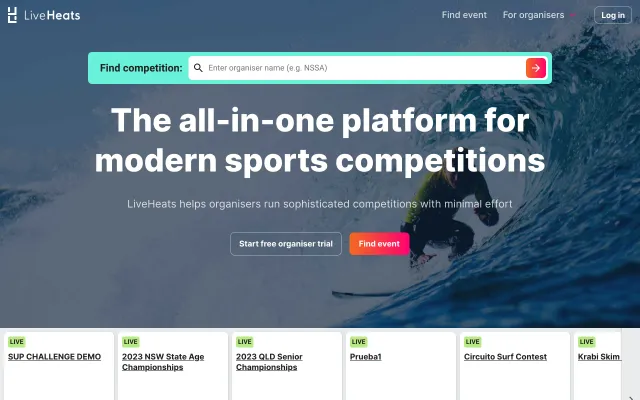 LiveHeats
Find event
For organisers
Log in
Find competition:
Enter organiser name (e.g. NSSA)
The all-in-one platform for
modern sports competitions
LiveHeats helps organisers run sophisticated competitions with minimal effort
Start free organiser trial
Find event
LIVE
SUP CHALLENGE DEMO
LIVE
2023 NSW State Age
Championships
LIVE
2023 QLD Senior
Championships
LIVE
Prueba1
LIVE
Circuito Surf Contest
LIVE
Krabi Skim